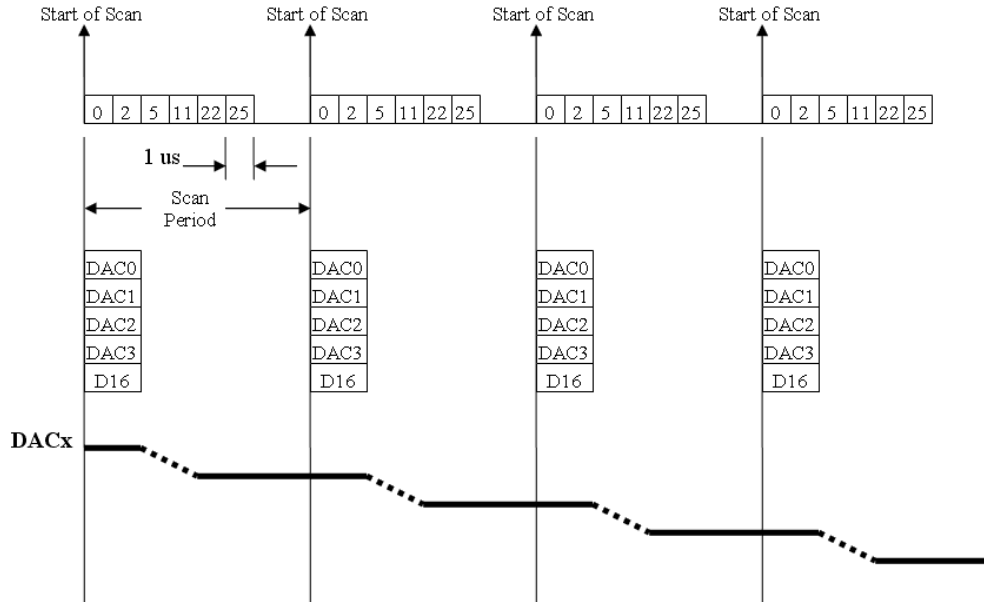 Start of Scan Start of Scan Start of Scan Start of Scan
0 2 5 11 22 25 0 2 5 11 22 25 0 2 5 11 22 25 0 2 5 11 22 25
1 us
Scan
Period
DAC0 DAC0 DAC0 DAC0
DAC1 DAC1 DAC1 DAC1
DAC2 DAC2 DAC2 DAC2
DAC3 DAC3 DAC3 DAC3
D16 D16 D16 D16
DACx